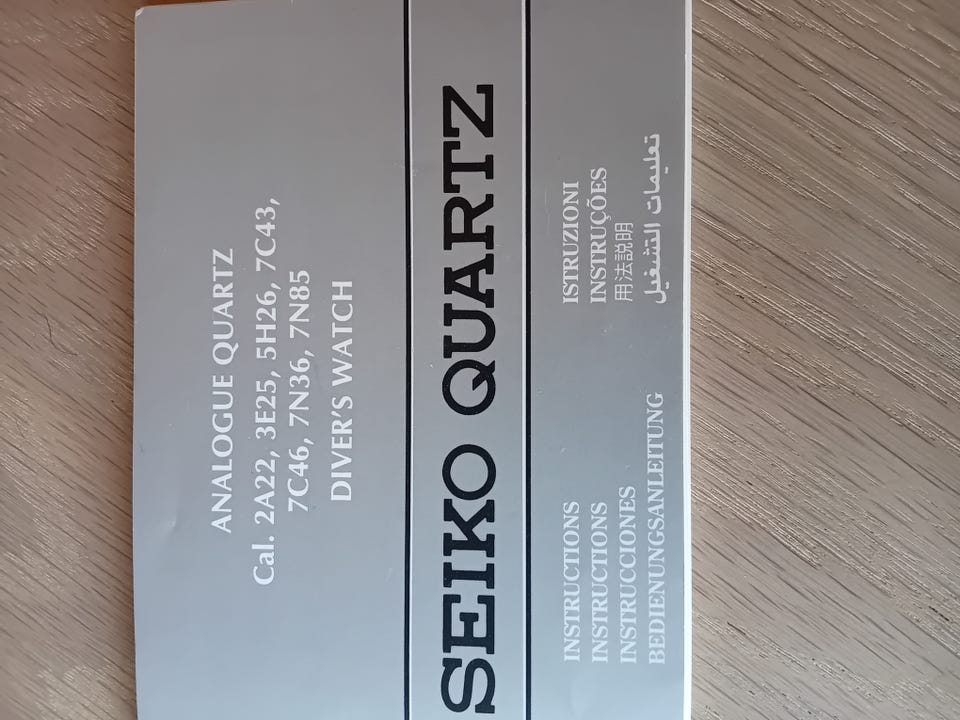 ANALOGUE QUARTZ
Cal. 2A22, 3E25, 5H26, 7C43,
7C46, 7N36, 7N85
DIVER'S WATCH
SEIKO QUARTZ
INSTRUCTIONS
INSTRUCTIONS
INSTRUCCIONES
BEDIENUNGSANLEITUNG
ISTRUZIONI
INSTRUÇÕES
用法説明
تعليمات التشغيل